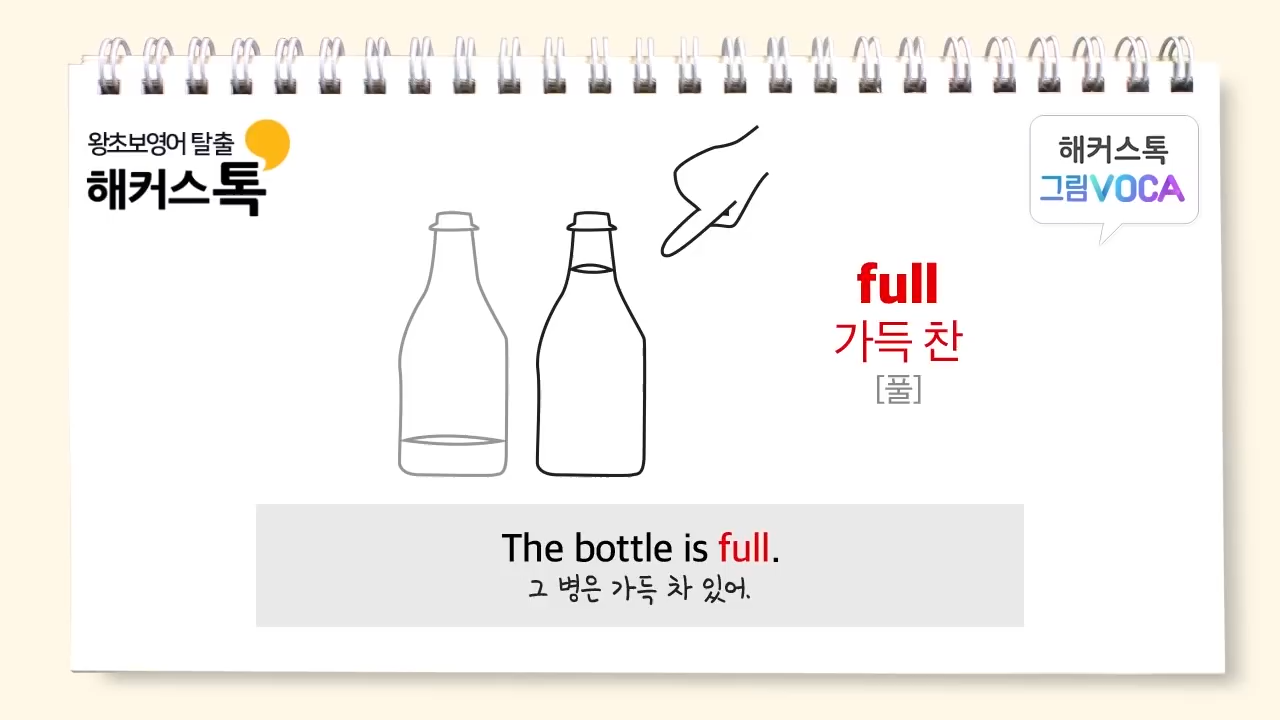 왕초보영어 탈출
해커스톡
해커스톡
그림VOCA
full
가득 찬
[풀]
The bottle is full.
그 병은 가득 차 있어.